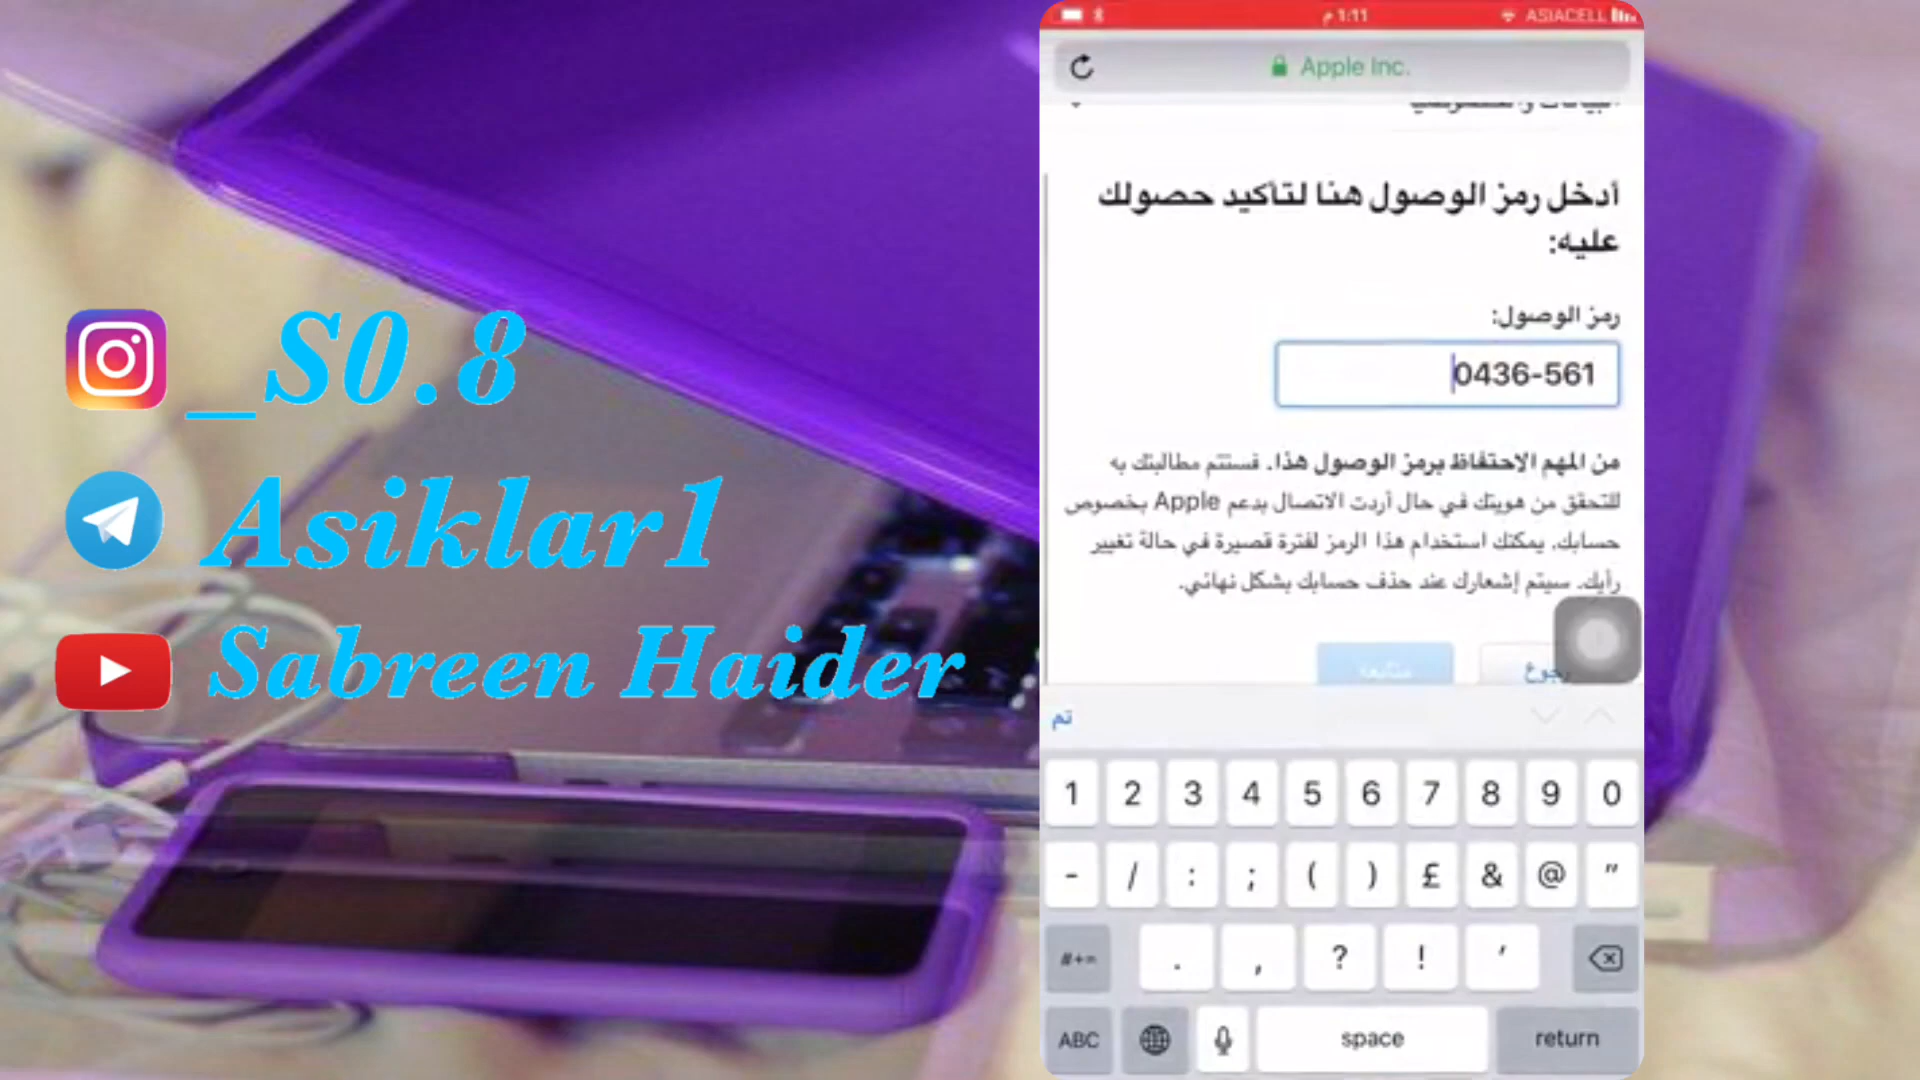 _S0.8
Asiklar1
Sabreen Haider
1:11 م
ASIACELL
Apple Inc.
أدخل رمز الوصول هنا لتأكيد حصولك
عليه:
رمز الوصول:
0436-561
من المهم الاحتفاظ برمز الوصول هذا. فستتم مطالبتك به
للتحقق من هويتك في حال أردت الاتصال بدعم Apple بخصوص
حسابك. يمكنك استخدام هذا الرمز لفترة قصيرة في حالة تغيير
رأيك. سيتم إشعارك عند حذف حسابك بشكل نهائي.
متابعة
تم
1 2 3 4 5 6 7 8 9 0
- / : ; ( ) £ & @ "
#+= . , ? ! '
ABC space return